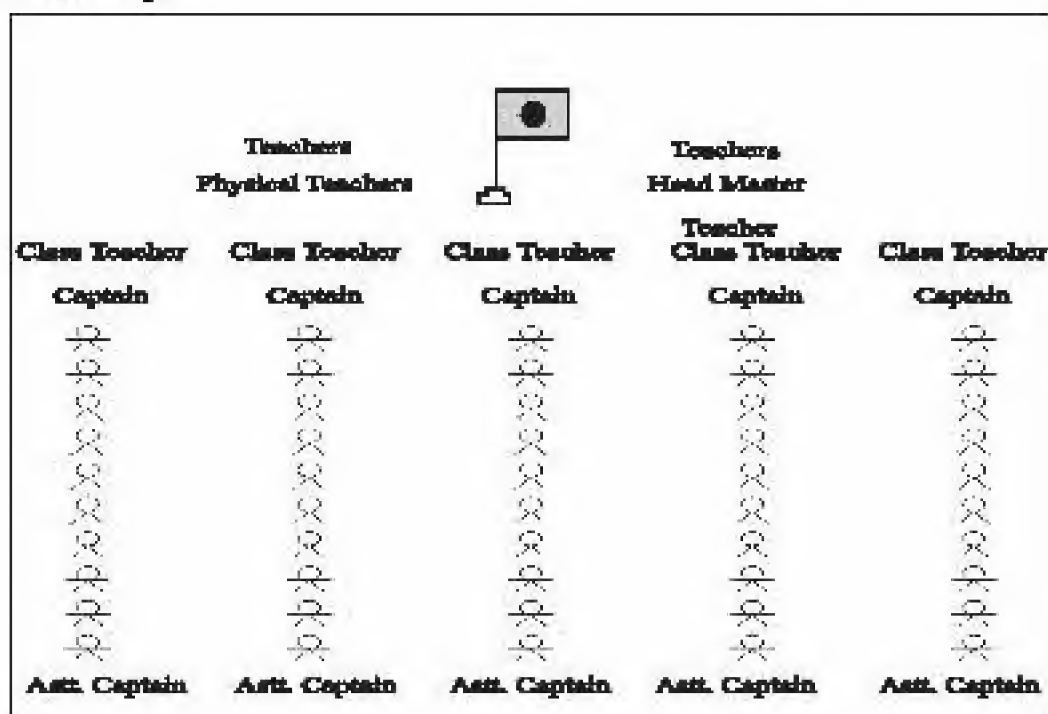 Teachers Teachers
Physical Teachers Head Master
Teacher
Class Teacher Class Teacher Class Teacher Class Teacher Class Teacher
Captain Captain Captain Captain Captain
Astt. Captain Astt. Captain Astt. Captain Astt. Captain Astt. Captain